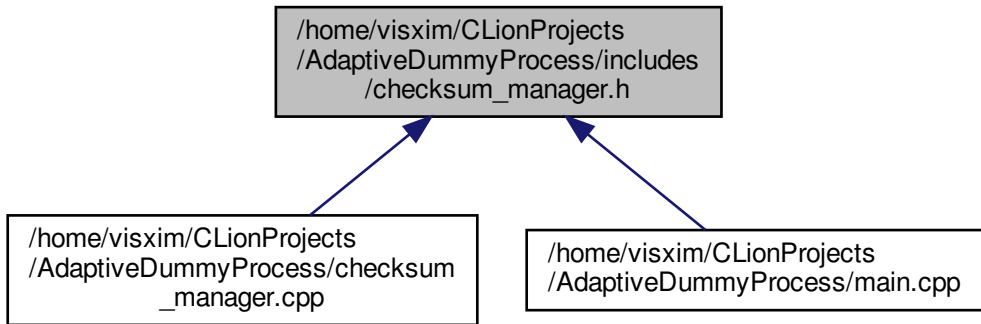 /home/visxim/CLionProjects
/AdaptiveDummyProcess/includes
/checksum_manager.h
/home/visxim/CLionProjects
/AdaptiveDummyProcess/checksum
_manager.cpp
/home/visxim/CLionProjects
/AdaptiveDummyProcess/main.cpp